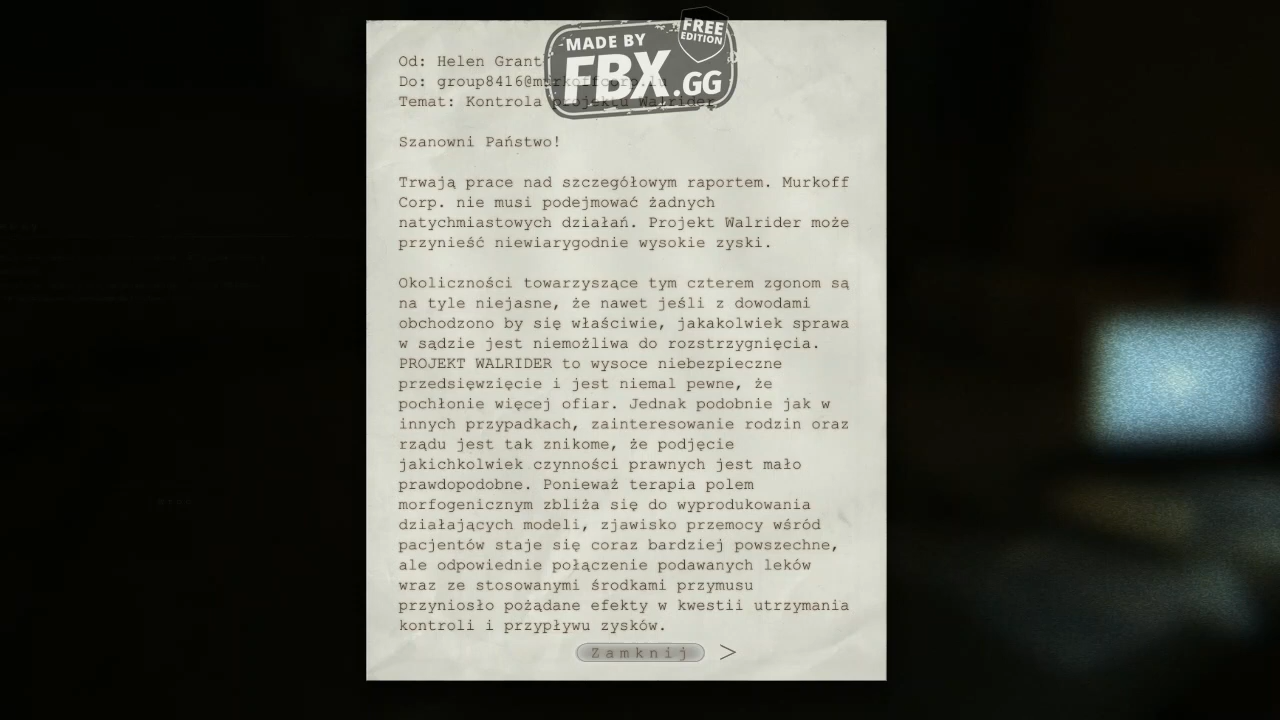 FREE
EDITION
MADE BY
FBX.GG
Od: Helen Grant
Do: group8416@murkoffcorp.lu
Temat: Kontrola projektu Walrider
Szanowni Państwo!
Trwają prace nad szczegółowym raportem. Murkoff
Corp. nie musi podejmować żadnych
natychmiastowych działań. Projekt Walrider może
przynieść niewiarygodnie wysokie zyski.
Okoliczności towarzyszące tym czterem zgonom są
na tyle niejasne, że nawet jeśli z dowodami
obchodzono by się właściwie, jakakolwiek sprawa
w sądzie jest niemożliwa do rozstrzygnięcia.
PROJEKT WALRIDER to wysoce niebezpieczne
przedsięwzięcie i jest niemal pewne, że
pochłonie więcej ofiar. Jednak podobnie jak w
innych przypadkach, zainteresowanie rodzin oraz
rządu jest tak znikome, że podjęcie
jakichkolwiek czynności prawnych jest mało
prawdopodobne. Ponieważ terapia polem
morfogenicznym zbliża się do wyprodukowania
działających modeli, zjawisko przemocy wśród
pacjentów staje się coraz bardziej powszechne,
ale odpowiednie połączenie podawanych leków
wraz ze stosowanymi środkami przymusu
przyniosło pożądane efekty w kwestii utrzymania
kontroli i przypływu zysków.
Zamknij >